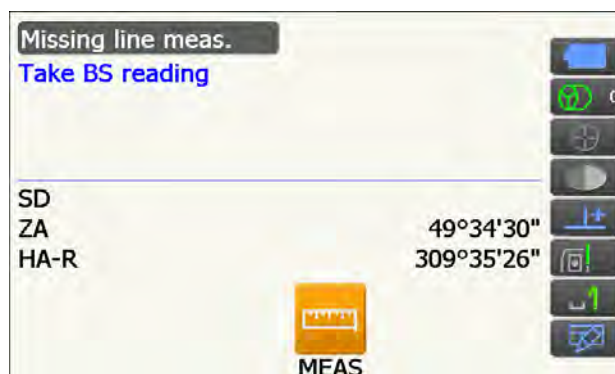 Missing line meas.
Take BS reading
SD
ZA 49°34'30"
HA-R 309°35'26"
MEAS